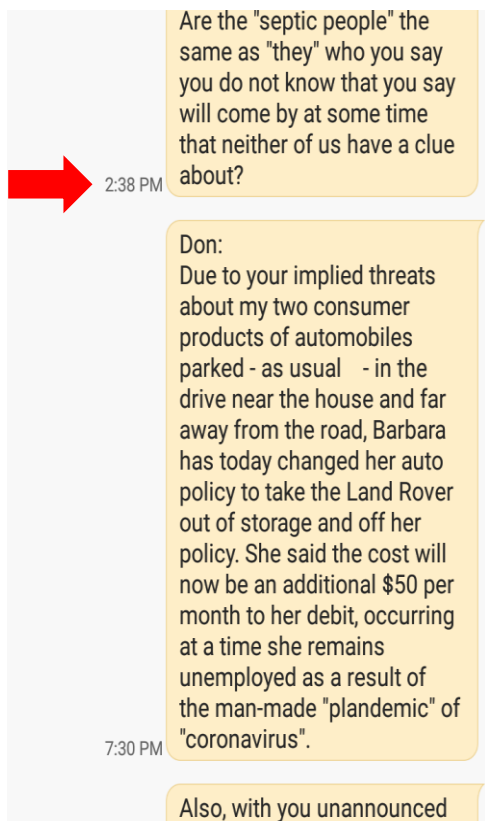 Are the "septic people" the
same as "they" who you say
you do not know that you say
will come by at some time
that neither of us have a clue
about?
2:38 PM
Don:
Due to your implied threats
about my two consumer
products of automobiles
parked - as usual - in the
drive near the house and far
away from the road, Barbara
has today changed her auto
policy to take the Land Rover
out of storage and off her
policy. She said the cost will
now be an additional $50 per
month to her debit, occurring
at a time she remains
unemployed as a result of
the man-made "plandemic" of
"coronavirus".
7:30 PM
Also, with you unannounced